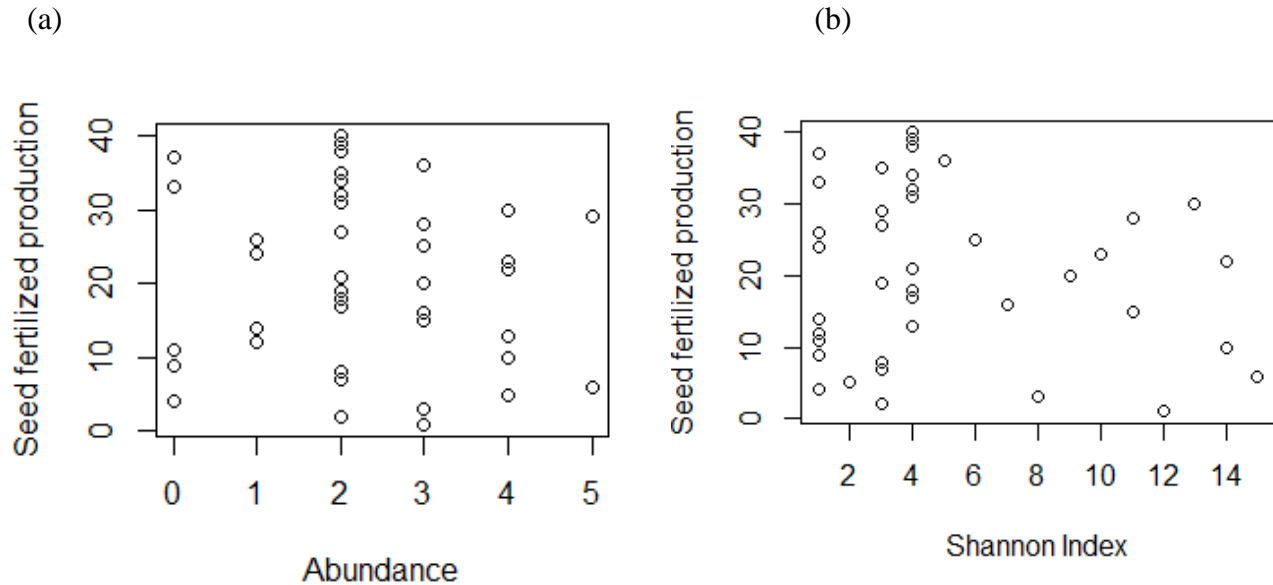 (a)
(b)
Seed fertilized production
40
30
20
10
0
0 1 2 3 4 5
Abundance
Seed fertilized production
40
30
20
10
0
2 4 6 8 10 12 14
Shannon Index